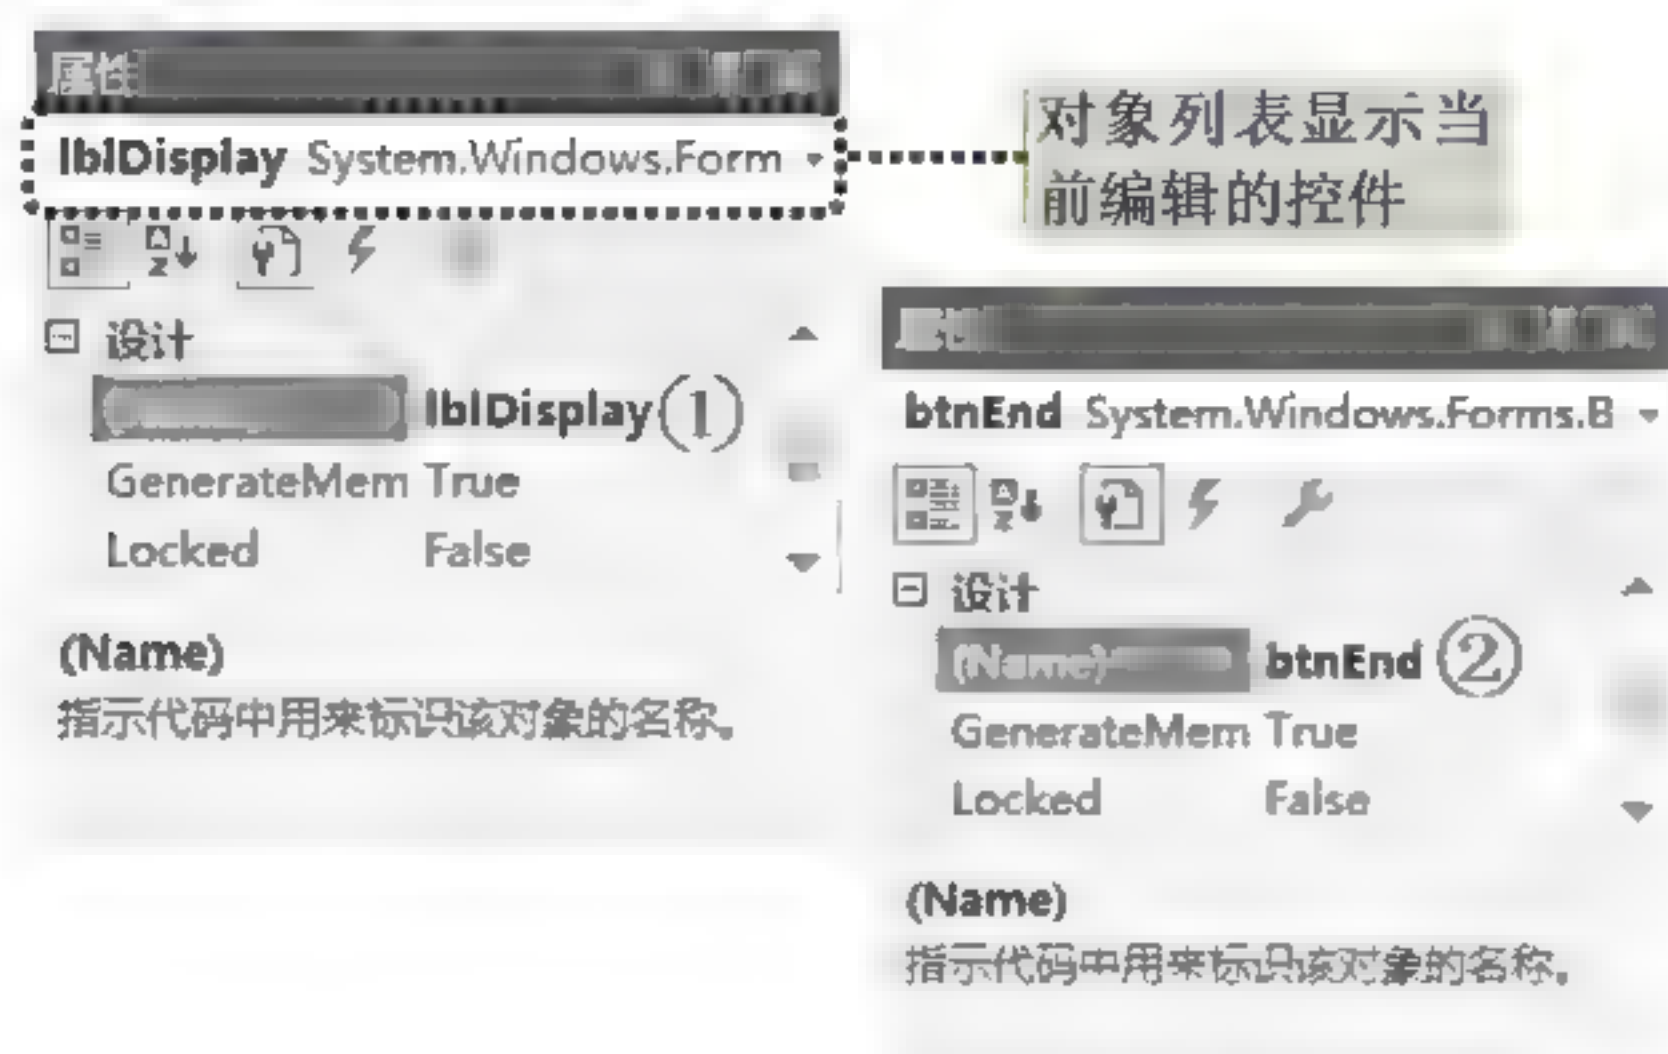 属性
lblDisplay System.Windows.Form
对象列表显示当
前编辑的控件
设计
lblDisplay ①
GenerateMem True
Locked False
(Name)
指示代码中用来标识该对象的名称。
btnEnd System.Windows.Forms.B
设计
(Name) btnEnd ②
GenerateMem True
Locked False
(Name)
指示代码中用来标识该对象的名称。